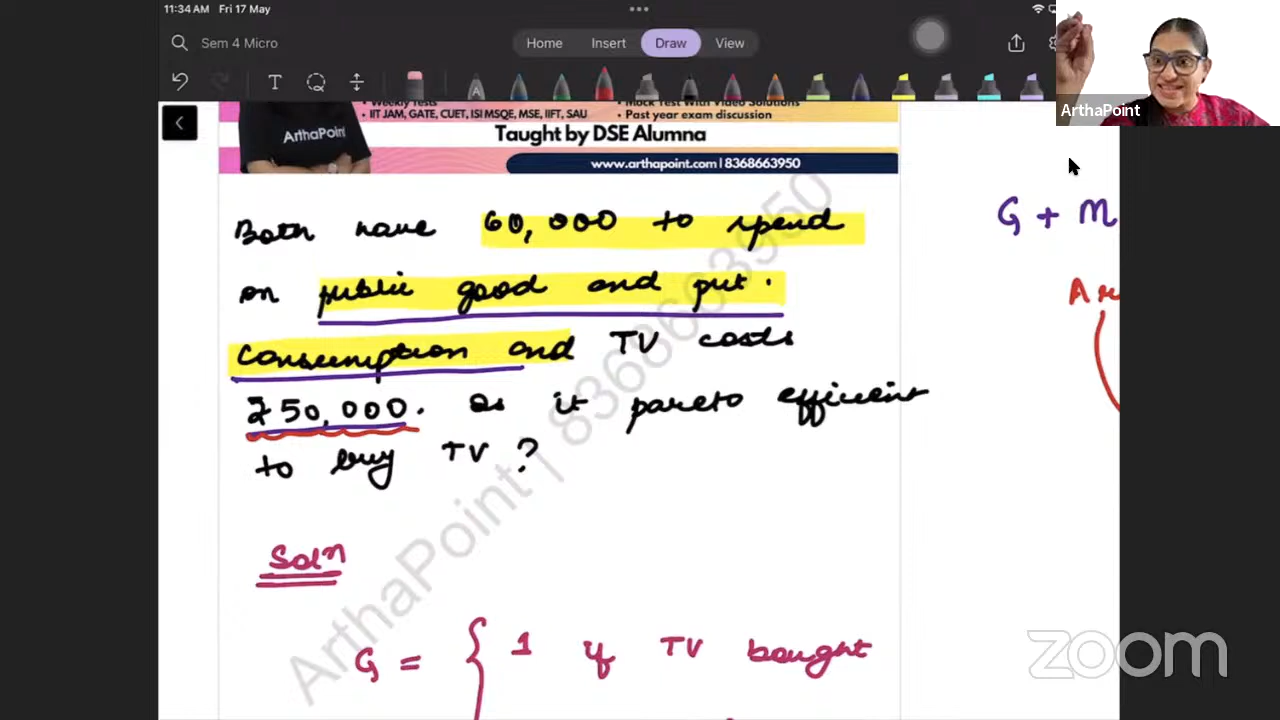 11:34 AM Fri 17 May
Sem 4 Micro
Home Insert Draw View
ArthaPoint
• Weekly Tests
• IIT JAM, GATE, CUET, ISI MSQE, MSE, IIFT, SAU
• Mock Test With Video Solutions
• Past year exam discussion
ArthaPoint
Taught by DSE Alumna
www.arthapoint.com | 8368663950
Both have 60,000 to spend
on public good and pvt.
consumption and TV costs
₹50,000. Is it pareto efficient
to buy TV ?
Soln
G = { 1 if TV bought
G + M
A
ArthaPoint | 8368663950
zoom